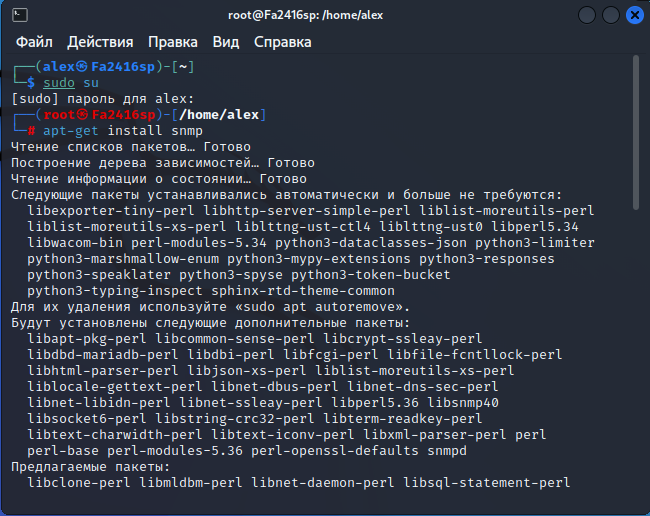 root@Fa2416sp: /home/alex
Файл Действия Правка Вид Справка
┌──(alex㉿Fa2416sp)-[~]
└─$ sudo su
[sudo] пароль для alex:
┌──(root㉿Fa2416sp)-[/home/alex]
└─# apt-get install snmp
Чтение списков пакетов… Готово
Построение дерева зависимостей… Готово
Чтение информации о состоянии… Готово
Следующие пакеты устанавливались автоматически и больше не требуются:
libexporter-tiny-perl libhttp-server-simple-perl liblist-moreutils-perl
liblist-moreutils-xs-perl liblttng-ust-ctl4 liblttng-ust0 libperl5.34
libwacom-bin perl-modules-5.34 python3-dataclasses-json python3-limiter
python3-marshmallow-enum python3-mypy-extensions python3-responses
python3-speaklater python3-spyse python3-token-bucket
python3-typing-inspect sphinx-rtd-theme-common
Для их удаления используйте «sudo apt autoremove».
Будут установлены следующие дополнительные пакеты:
libapt-pkg-perl libcommon-sense-perl libcrypt-ssleay-perl
libdbd-mariadb-perl libdbi-perl libfcgi-perl libfile-fcntllock-perl
libhtml-parser-perl libjson-xs-perl liblist-moreutils-xs-perl
liblocale-gettext-perl libnet-dbus-perl libnet-dns-sec-perl
libnet-libidn-perl libnet-ssleay-perl libperl5.36 libsnmp40
libsocket6-perl libstring-crc32-perl libterm-readkey-perl
libtext-charwidth-perl libtext-iconv-perl libxml-parser-perl perl
perl-base perl-modules-5.36 perl-openssl-defaults snmpd
Предлагаемые пакеты:
libclone-perl libmldbm-perl libnet-daemon-perl libsql-statement-perl